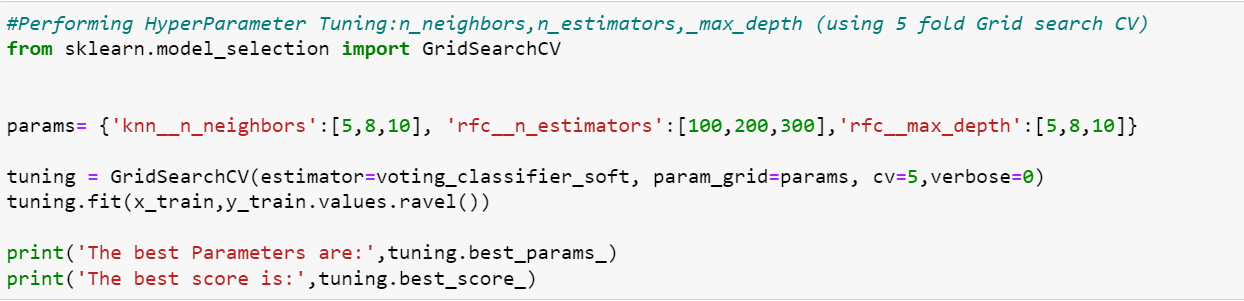 #Performing HyperParameter Tuning:n_neighbors,n_estimators,_max_depth (using 5 fold Grid search CV)
from sklearn.model_selection import GridSearchCV
params= {'knn__n_neighbors':[5,8,10], 'rfc__n_estimators':[100,200,300],'rfc__max_depth':[5,8,10]}
tuning = GridSearchCV(estimator=voting_classifier_soft, param_grid=params, cv=5,verbose=0)
tuning.fit(x_train,y_train.values.ravel())
print('The best Parameters are:',tuning.best_params_)
print('The best score is:',tuning.best_score_)